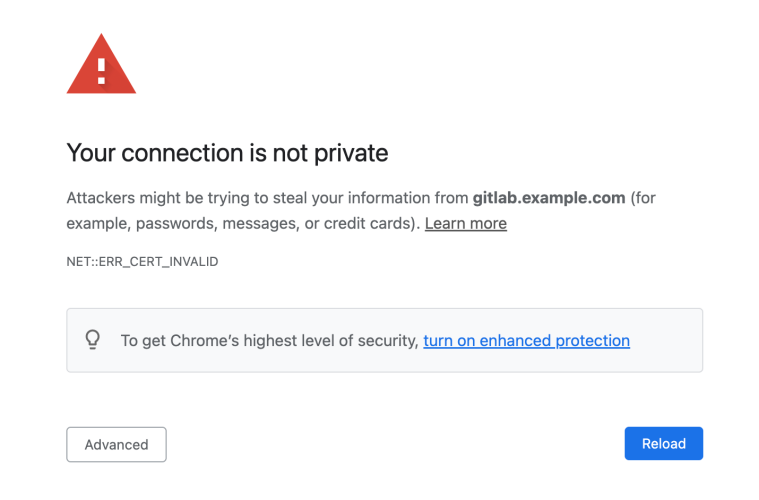 Your connection is not private
Attackers might be trying to steal your information from gitlab.example.com (for
example, passwords, messages, or credit cards). Learn more
NET::ERR_CERT_INVALID
To get Chrome’s highest level of security, turn on enhanced protection
Advanced
Reload